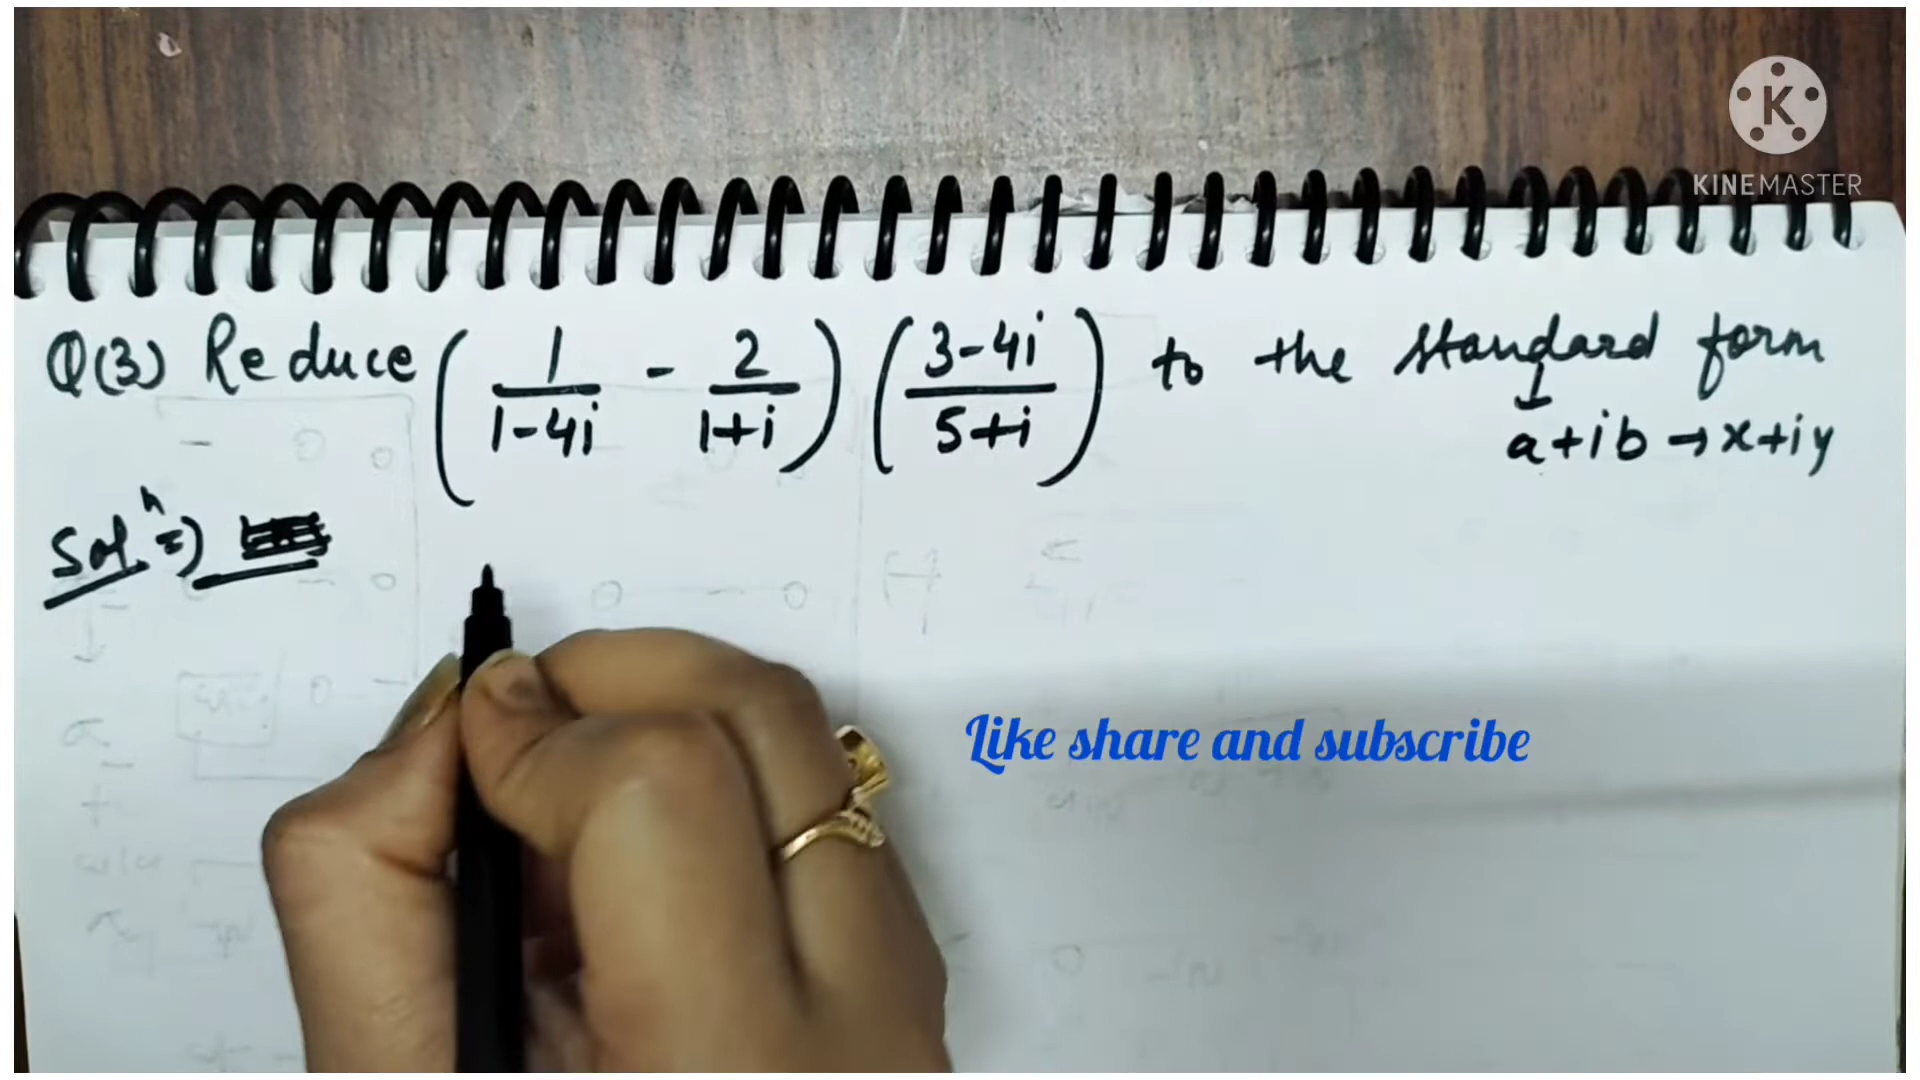 KINEMASTER
Q(3) Reduce (1/(1-4i) - 2/(1+i)) ((3-4i)/(5+i)) to the standard form
↓
a+ib → x+iy
Solⁿ =)
Like share and subscribe